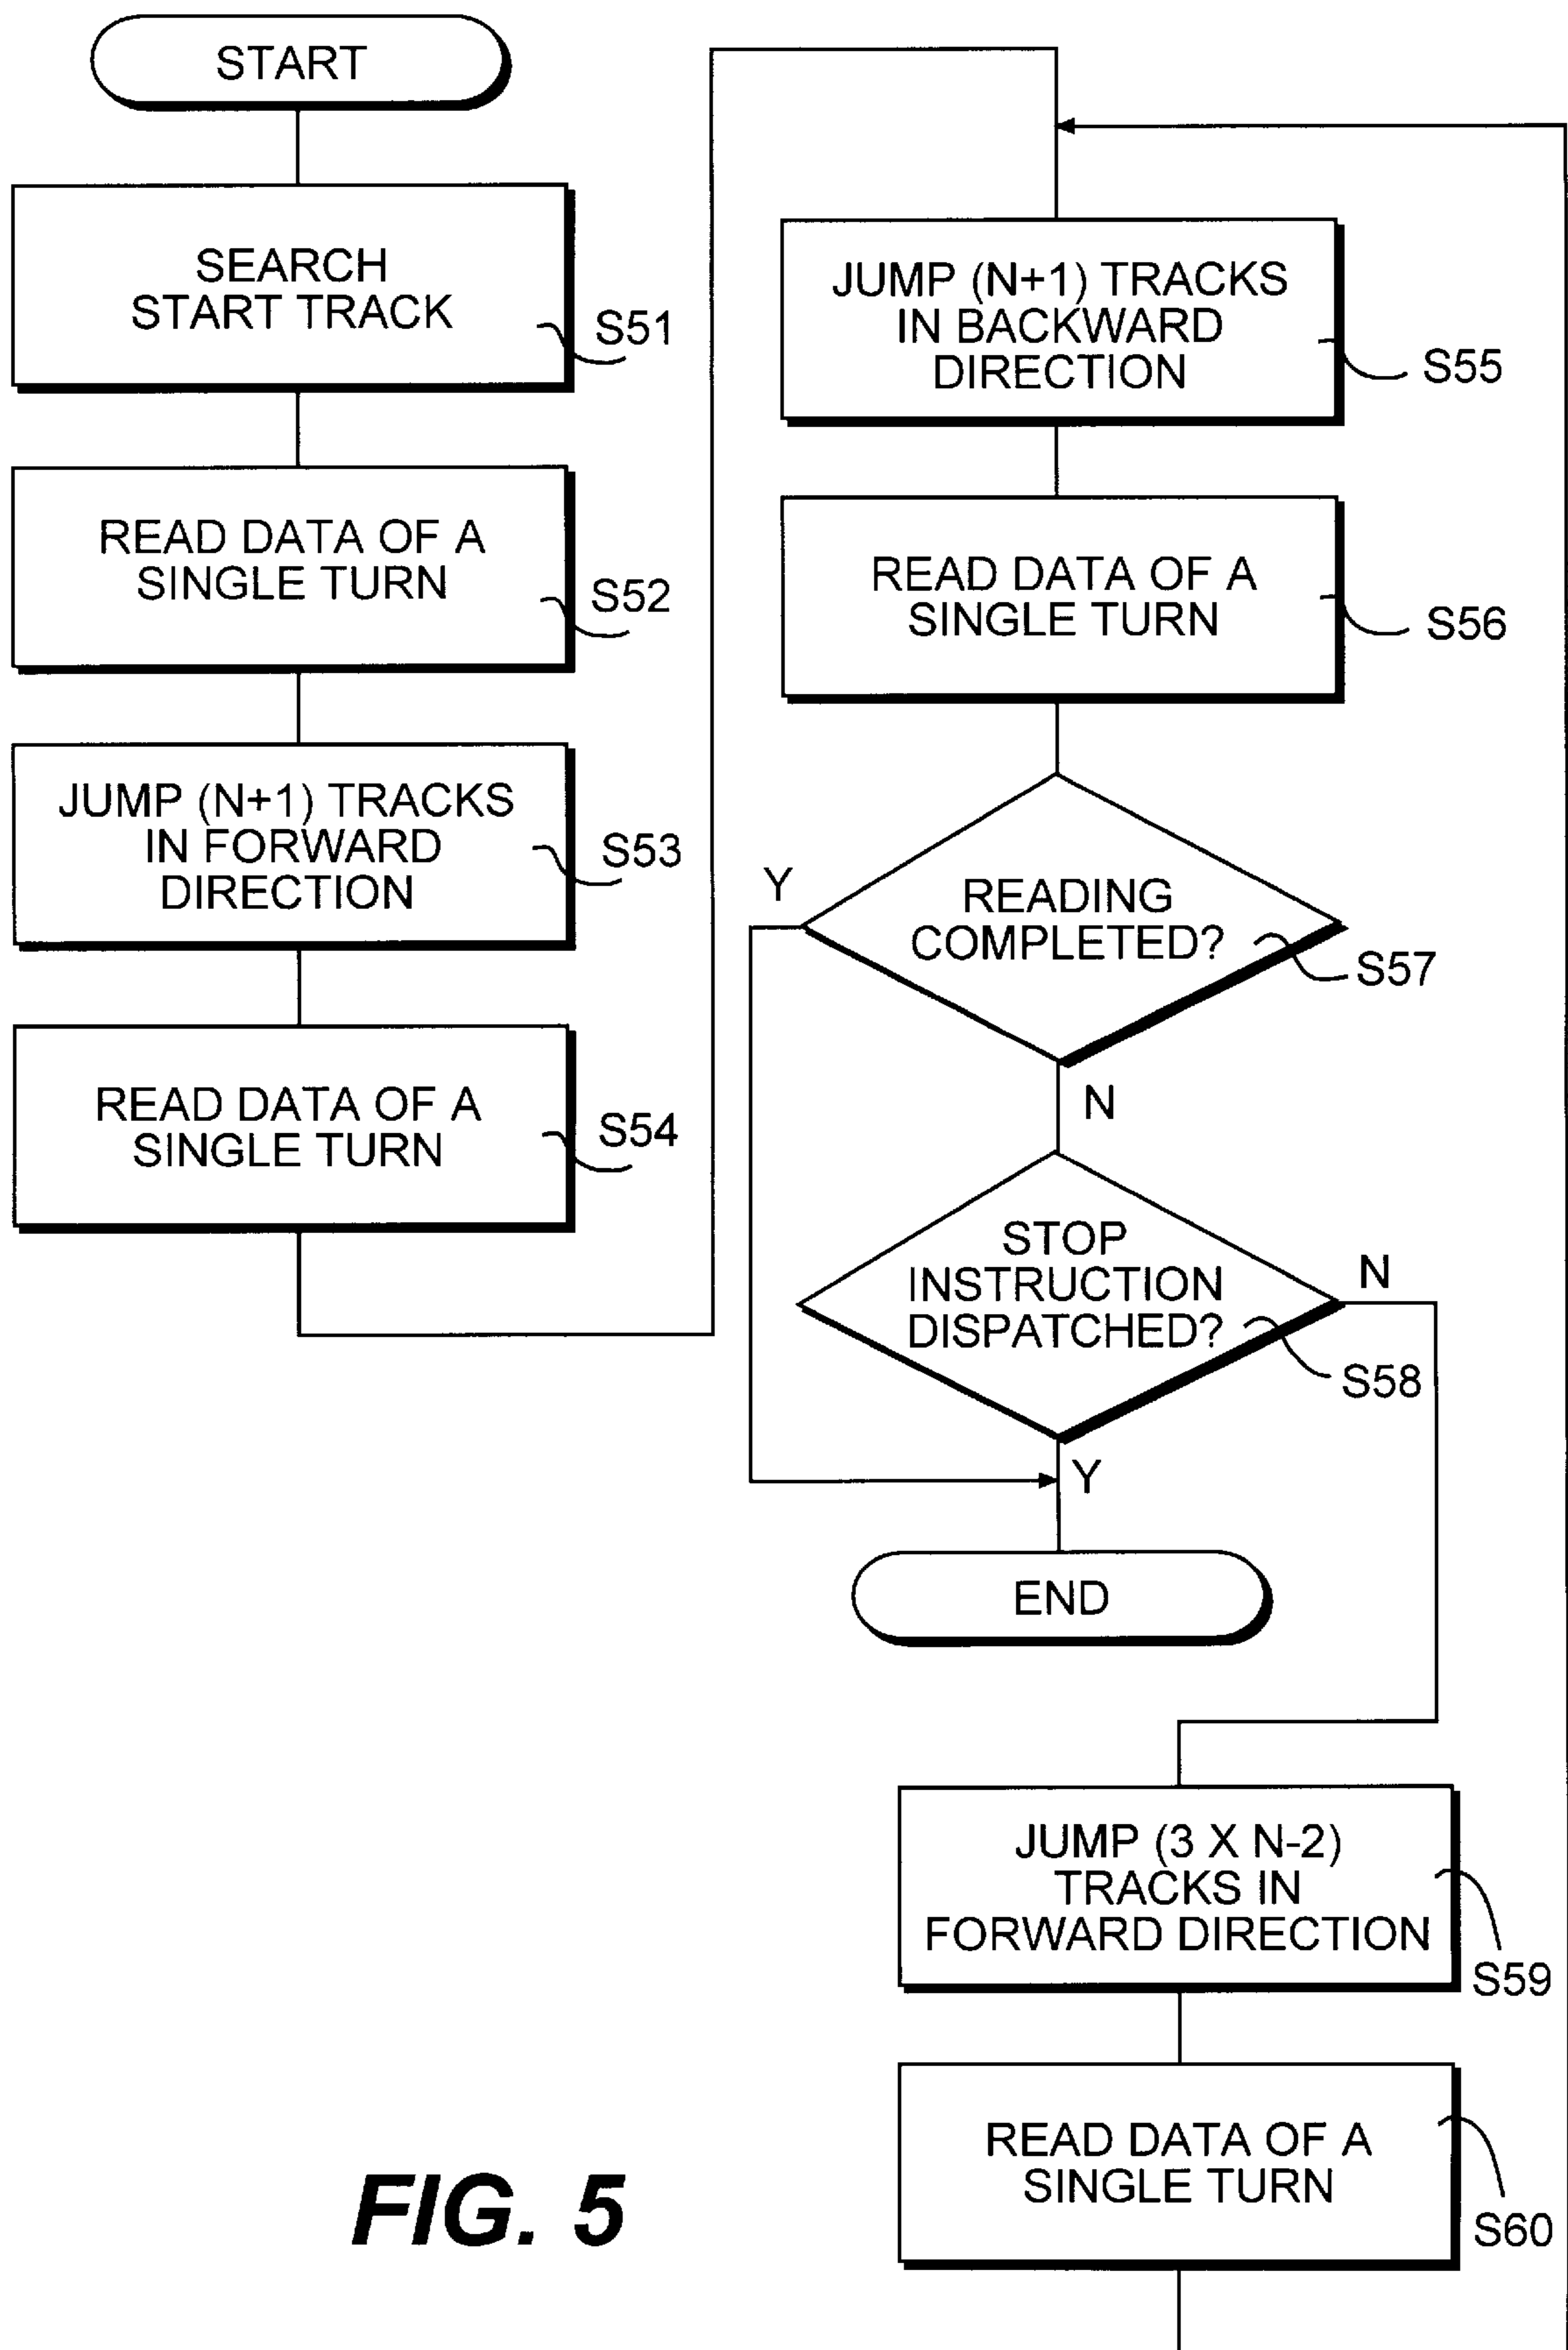 START
SEARCH
START TRACK
S51
READ DATA OF A
SINGLE TURN
S52
JUMP (N+1) TRACKS
IN FORWARD
DIRECTION
S53
READ DATA OF A
SINGLE TURN
S54
JUMP (N+1) TRACKS
IN BACKWARD
DIRECTION
S55
READ DATA OF A
SINGLE TURN
S56
Y
READING
COMPLETED?
S57
N
STOP
INSTRUCTION
DISPATCHED?
N
S58
Y
END
JUMP (3 X N-2)
TRACKS IN
FORWARD DIRECTION
S59
READ DATA OF A
SINGLE TURN
S60
FIG. 5